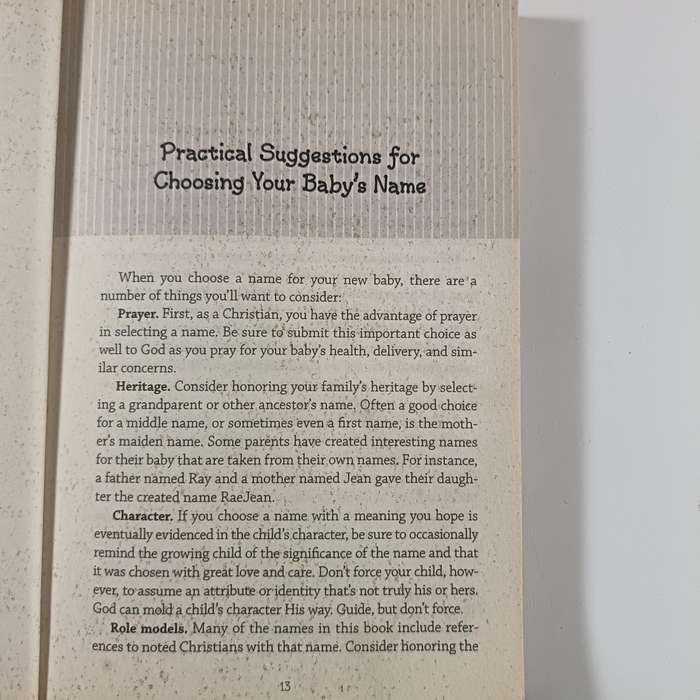 Practical Suggestions for
Choosing Your Baby's Name
When you choose a name for your new baby, there are a
number of things you'll want to consider:
Prayer. First, as a Christian, you have the advantage of prayer
in selecting a name. Be sure to submit this important choice as
well to God as you pray for your baby's health, delivery, and sim-
ilar concerns.
Heritage. Consider honoring your family's heritage by select-
ing a grandparent or other ancestor's name. Often a good choice
for a middle name, or sometimes even a first name, is the moth-
er's maiden name. Some parents have created interesting names
for their baby that are taken from their own names. For instance,
a father named Ray and a mother named Jean gave their daugh-
ter the created name RaeJean.
Character. If you choose a name with a meaning you hope is
eventually evidenced in the child's character, be sure to occasionally
remind the growing child of the significance of the name and that
it was chosen with great love and care. Don't force your child, how-
ever, to assume an attribute or identity that's not truly his or hers.
God can mold a child's character His way. Guide, but don't force.
Role models. Many of the names in this book include refer-
ences to noted Christians with that name. Consider honoring the
13